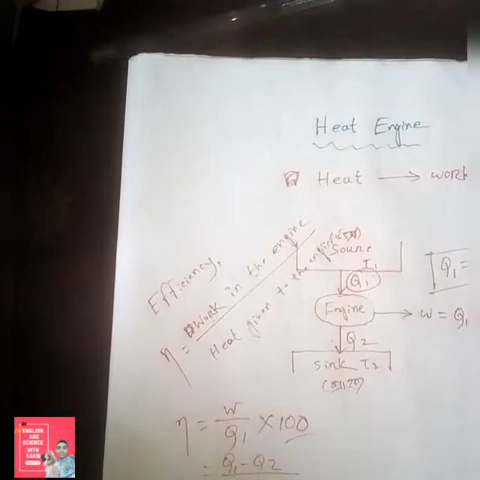 Heat Engine
Heat → work
Source
T₁
Q₁
Q₁ =
Engine
W = Q₁
Q₂
Sink T₂
Efficiency,
η = Work in the engine
Heat given to the engine
η = W/Q₁ × 100
= Q₁ - Q₂
ENGLISH
AND
SCIENCE
WITH